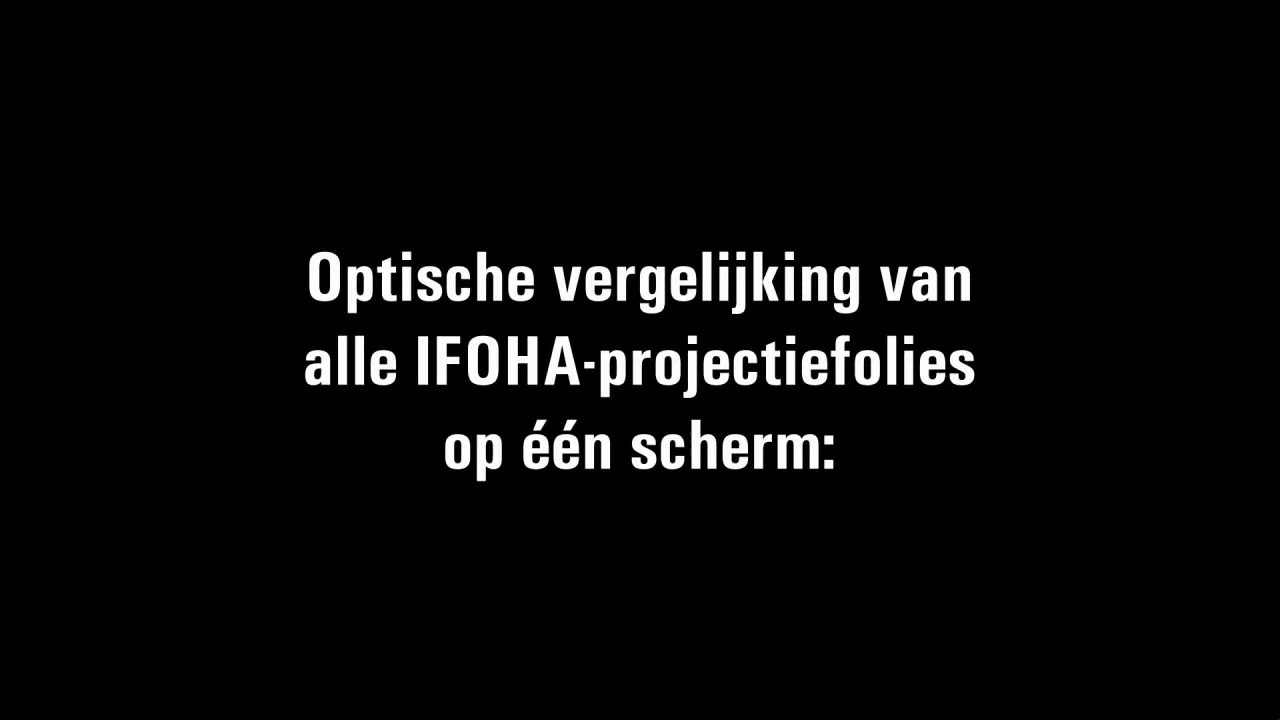 Optische vergelijking van
alle IFOHA-projectiefolies
op één scherm: